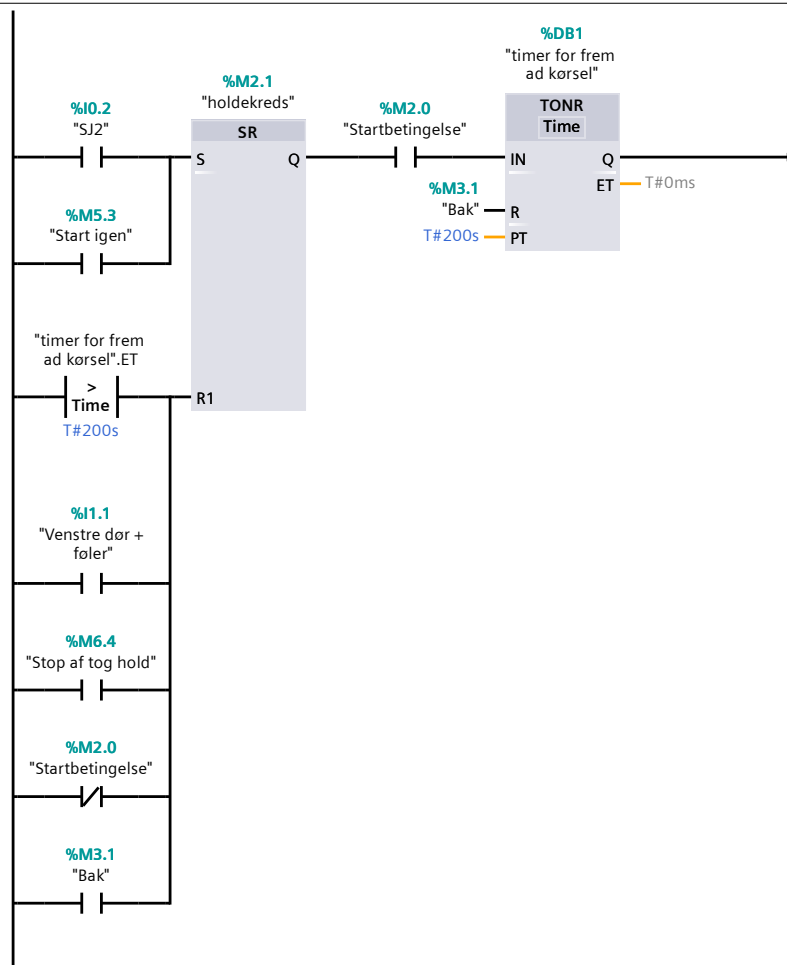 %DB1
"timer for frem
ad kørsel"
%M2.1
"holdekreds"
%I0.2
"SJ2"
%M2.0
"Startbetingelse"
TONR
Time
SR
S
Q
IN
Q
ET
T#0ms
%M3.1
"Bak"
R
T#200s
PT
%M5.3
"Start igen"
"timer for frem
ad kørsel".ET
>
Time
T#200s
R1
%I1.1
"Venstre dør +
føler"
%M6.4
"Stop af tog hold"
%M2.0
"Startbetingelse"
%M3.1
"Bak"